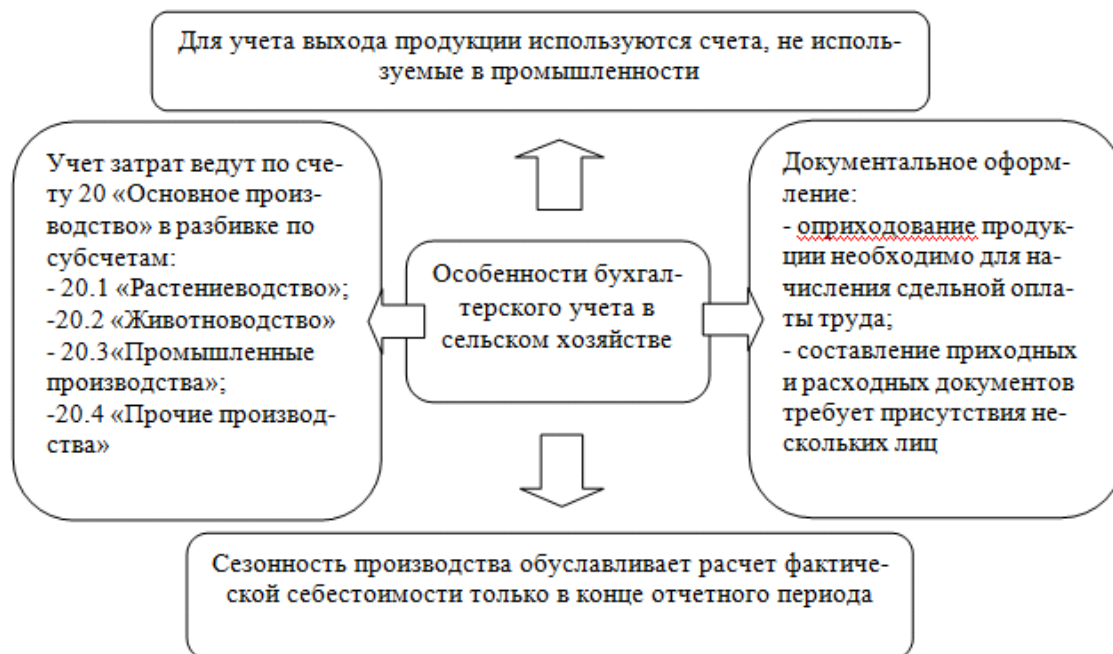 Для учета выхода продукции используются счета, не исполь-
зуемые в промышленности
Учет затрат ведут по сче-
ту 20 «Основное произ-
водство» в разбивке по
субсчетам:
- 20.1 «Растениеводство»;
-20.2 «Животноводство»
- 20.3«Промышленные
производства»;
-20.4 «Прочие производ-
ства»
Особенности бухгал-
терского учета в
сельском хозяйстве
Документальное оформ-
ление:
- оприходование продук-
ции необходимо для на-
числения сдельной опла-
ты труда;
- составление приходных
и расходных документов
требует присутствия не-
скольких лиц
Сезонность производства обуславливает расчет фактиче-
ской себестоимости только в конце отчетного периода